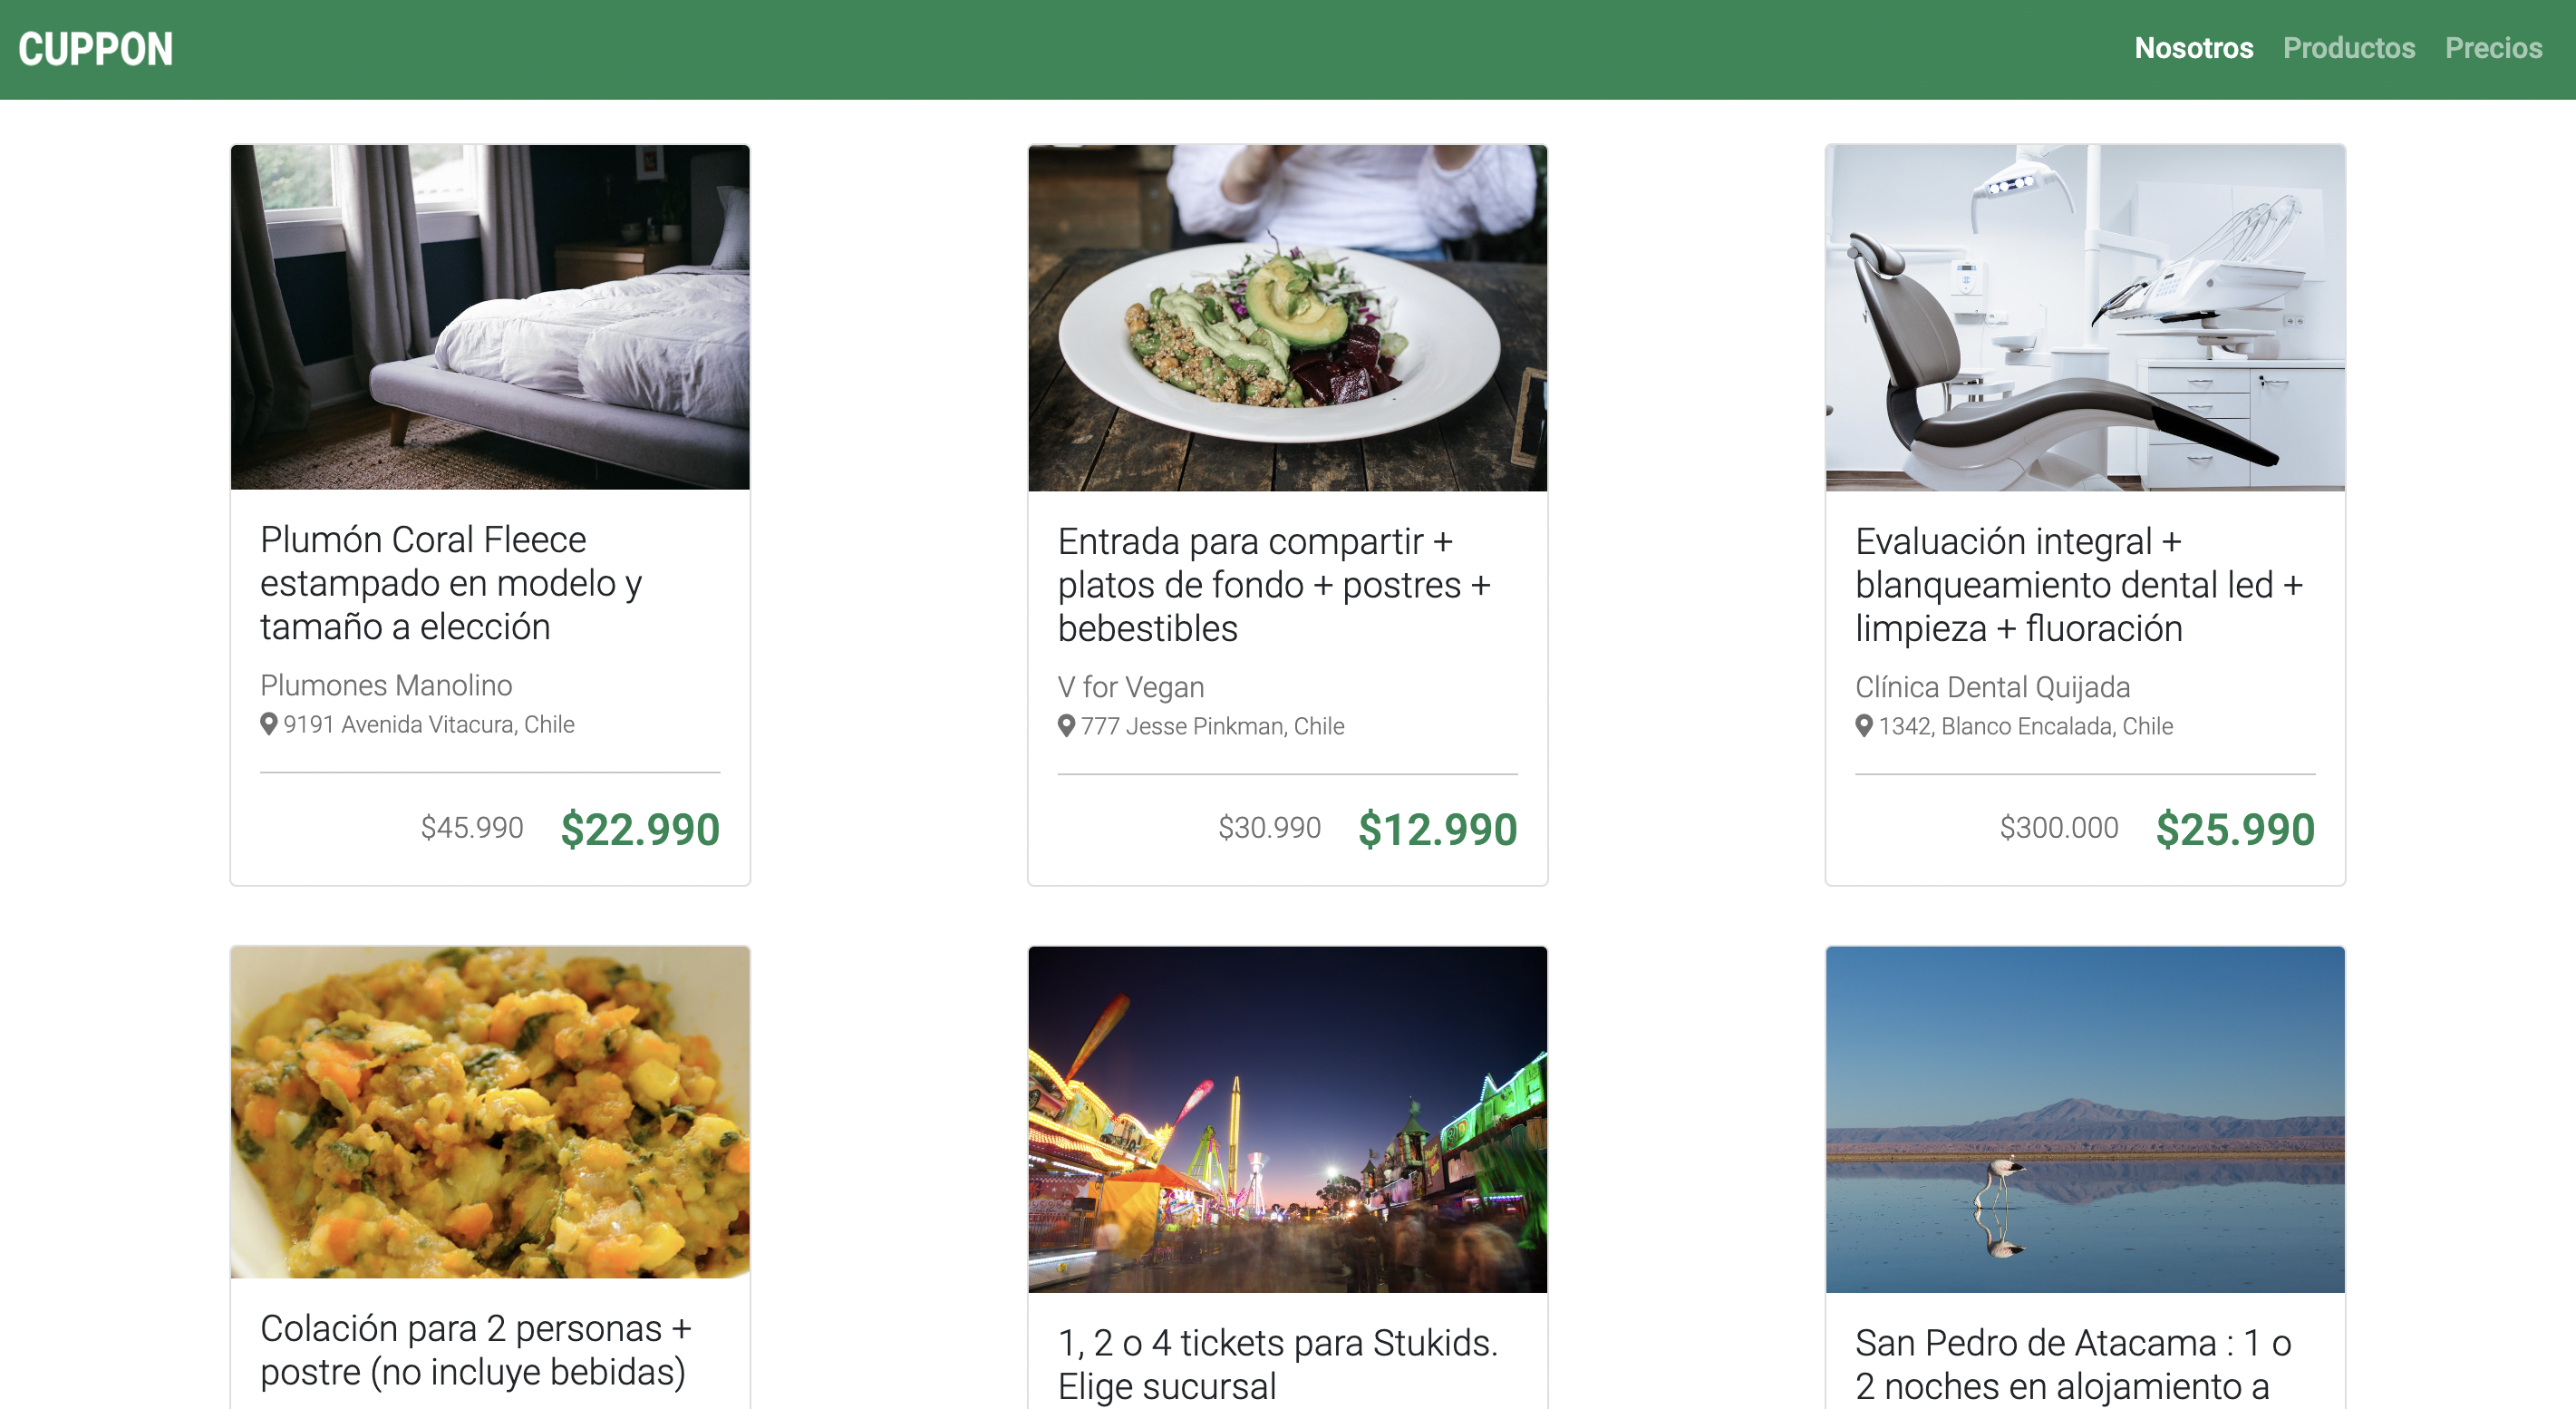 CUPPON
Nosotros Productos Precios
Plumón Coral Fleece
estampado en modelo y
tamaño a elección
Plumones Manolino
9191 Avenida Vitacura, Chile
$45.990 $22.990
Entrada para compartir +
platos de fondo + postres +
bebestibles
V for Vegan
777 Jesse Pinkman, Chile
$30.990 $12.990
Evaluación integral +
blanqueamiento dental led +
limpieza + fluoración
Clínica Dental Quijada
1342, Blanco Encalada, Chile
$300.000 $25.990
Colación para 2 personas +
postre (no incluye bebidas)
1, 2 o 4 tickets para Stukids.
Elige sucursal
San Pedro de Atacama : 1 o
2 noches en alojamiento a